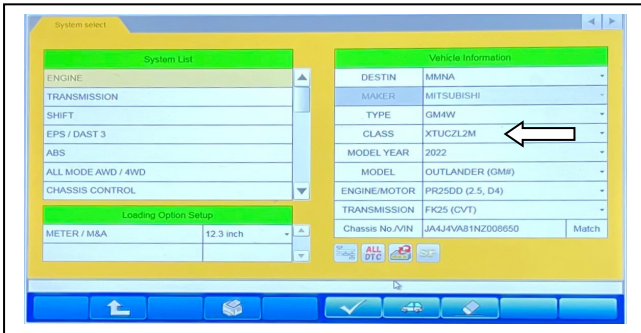 System select
System List
ENGINE
TRANSMISSION
SHIFT
EPS / DAST 3
ABS
ALL MODE AWD / 4WD
CHASSIS CONTROL
Loading Option Setup
METER / M&A 12.3 inch
Vehicle Information
DESTIN MMNA
MAKER MITSUBISHI
TYPE GM4W
CLASS XTUCZL2M
MODEL YEAR 2022
MODEL OUTLANDER (GM#)
ENGINE/MOTOR PR25DD (2.5, D4)
TRANSMISSION FK25 (CVT)
Chassis No./VIN JA4J4VA81NZ008650 Match
ALL DTC